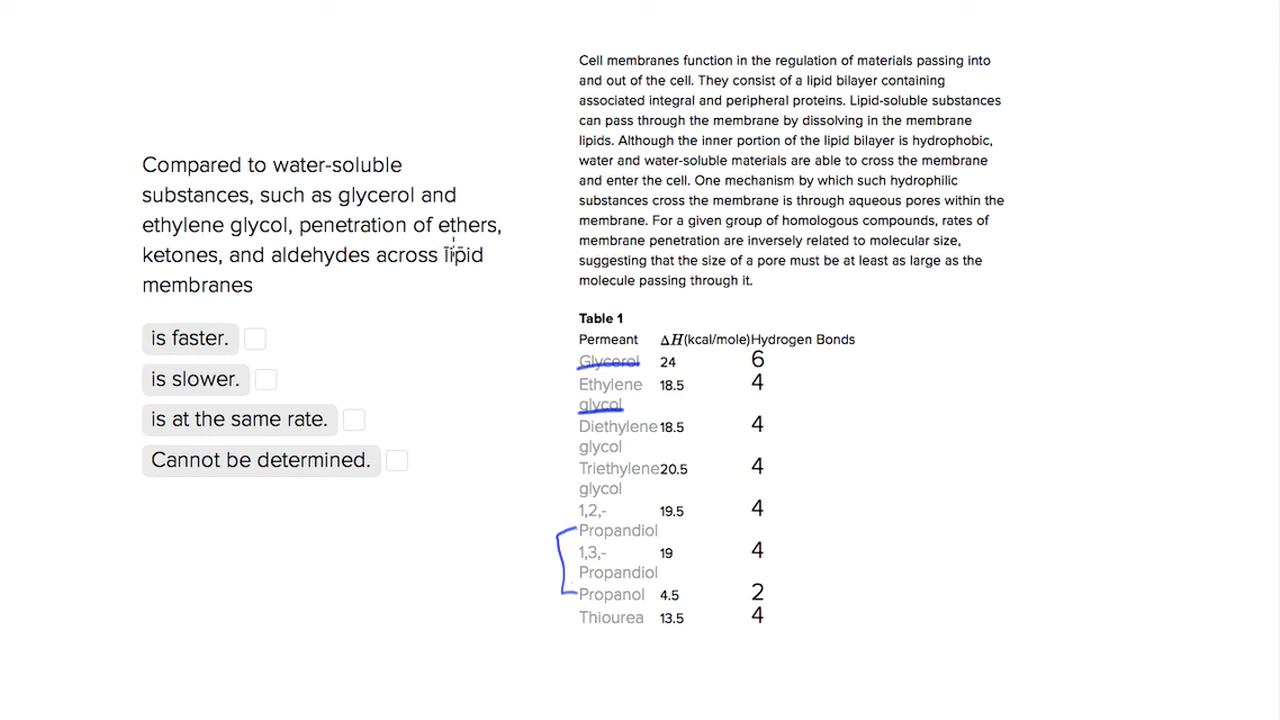 Compared to water-soluble
substances, such as glycerol and
ethylene glycol, penetration of ethers,
ketones, and aldehydes across lipid
membranes
is faster.
is slower.
is at the same rate.
Cannot be determined.
Cell membranes function in the regulation of materials passing into
and out of the cell. They consist of a lipid bilayer containing
associated integral and peripheral proteins. Lipid-soluble substances
can pass through the membrane by dissolving in the membrane
lipids. Although the inner portion of the lipid bilayer is hydrophobic,
water and water-soluble materials are able to cross the membrane
and enter the cell. One mechanism by which such hydrophilic
substances cross the membrane is through aqueous pores within the
membrane. For a given group of homologous compounds, rates of
membrane penetration are inversely related to molecular size,
suggesting that the size of a pore must be at least as large as the
molecule passing through it.
Table 1
Permeant ΔH(kcal/mole)Hydrogen Bonds
Glycerol 24 6
Ethylene 18.5 4
glycol
Diethylene 18.5 4
glycol
Triethylene 20.5 4
glycol
1,2,- 19.5 4
Propandiol
1,3,- 19 4
Propandiol
Propanol 4.5 2
Thiourea 13.5 4